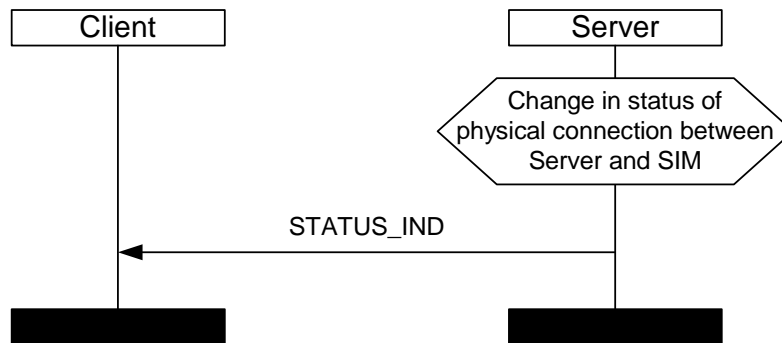 Client
Server
Change in status of
physical connection between
Server and SIM
STATUS_IND